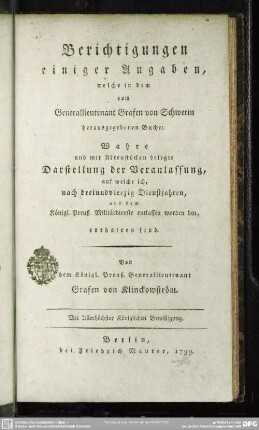 Berichtigungen
einiger Angaben,
welche in dem
vom
Generallieutenant Grafen von Schwerin
herausgegebenen Buche:
Wahre
und mit Aktenstücken belegte
Darstellung der Veranlassung,
auf welche ich,
nach dreiundvierzig Dienstjahren,
aus dem
Königl. Preuß. Militärdienste entlassen worden bin,
enthalten sind.
Von
dem Königl. Preuß. Generallieutenant
Grafen von Klinckowström.
Mit Allerhöchster Königlicher Bewilligung.
Berlin,
bei Friedrich Maurer, 1799.
DFG